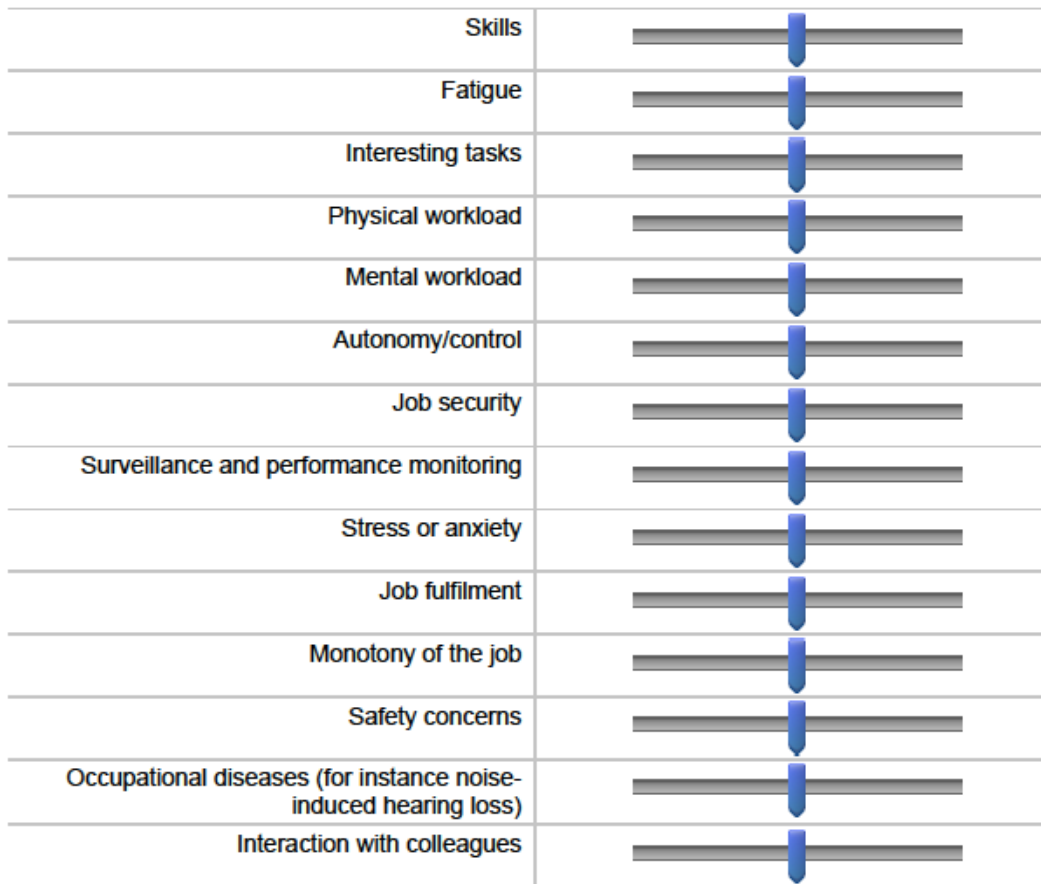 Skills
Fatigue
Interesting tasks
Physical workload
Mental workload
Autonomy/control
Job security
Surveillance and performance monitoring
Stress or anxiety
Job fulfilment
Monotony of the job
Safety concerns
Occupational diseases (for instance noise-
induced hearing loss)
Interaction with colleagues